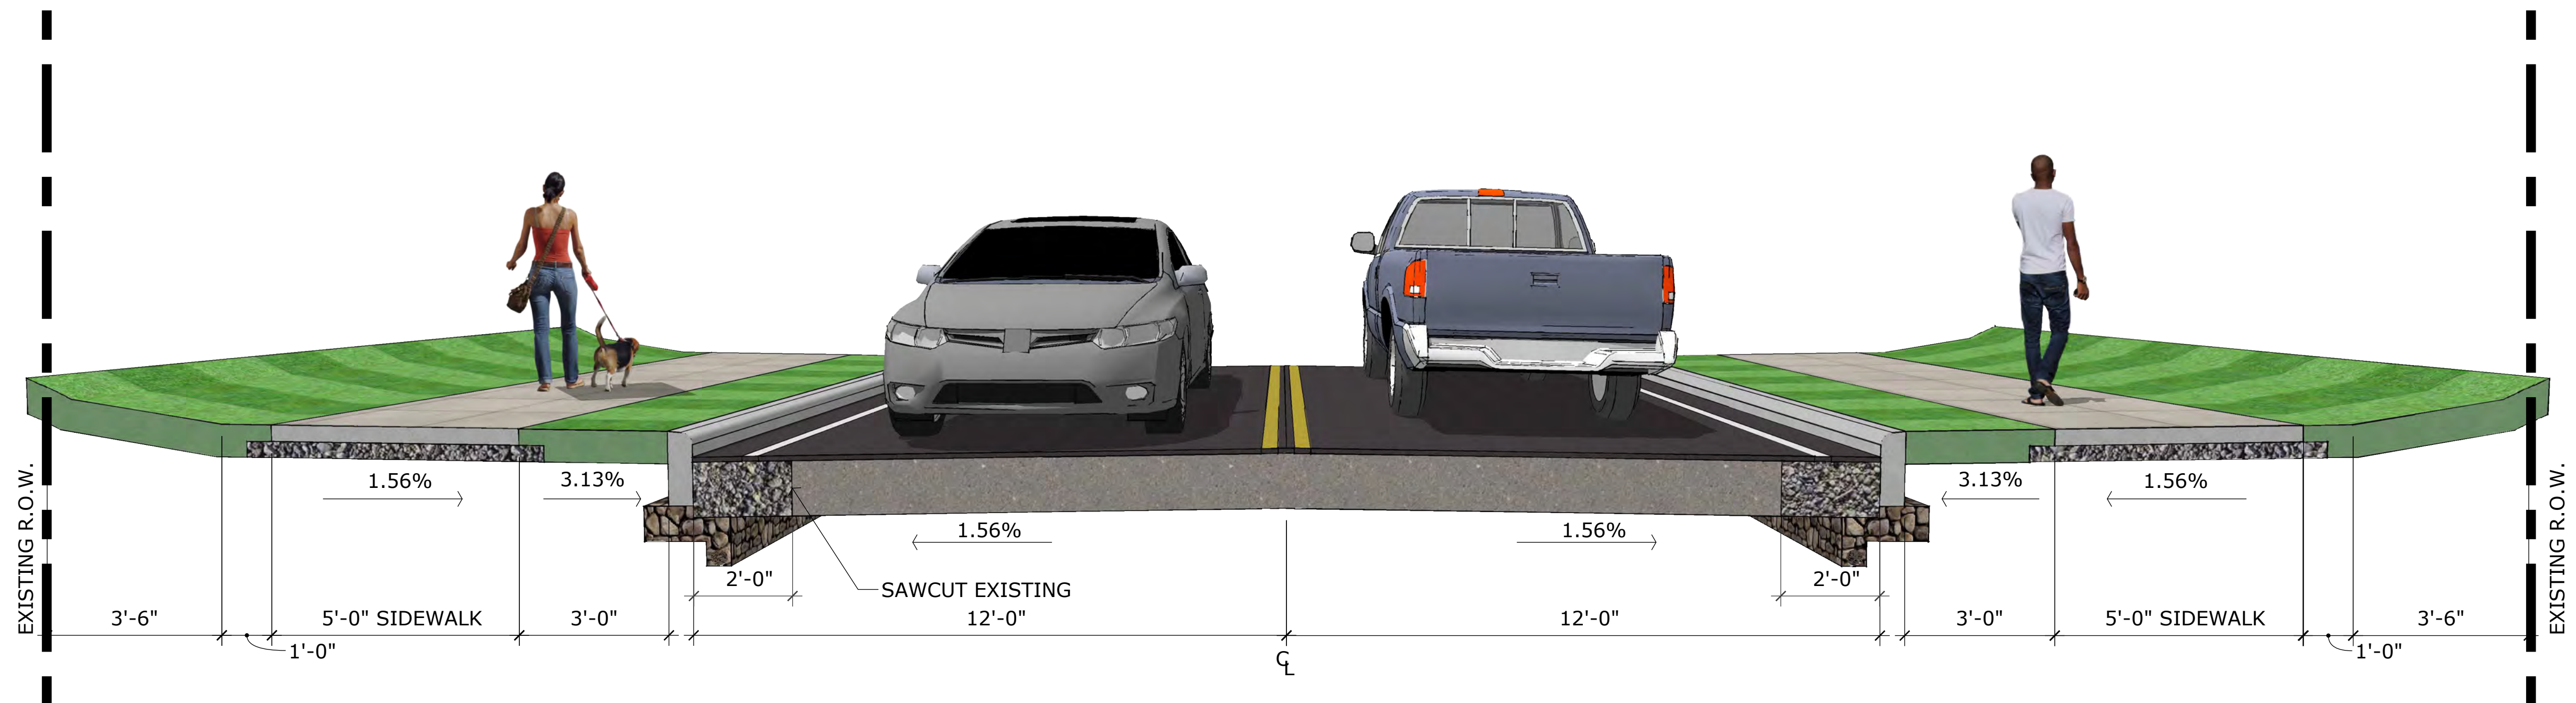 EXISTING R.O.W.
EXISTING R.O.W.
1.56%
3.13%
3.13%
1.56%
1.56%
1.56%
2'-0"
2'-0"
SAWCUT EXISTING
3'-6"
5'-0" SIDEWALK
3'-0"
12'-0"
12'-0"
3'-0"
5'-0" SIDEWALK
3'-6"
1'-0"
CL
1'-0"